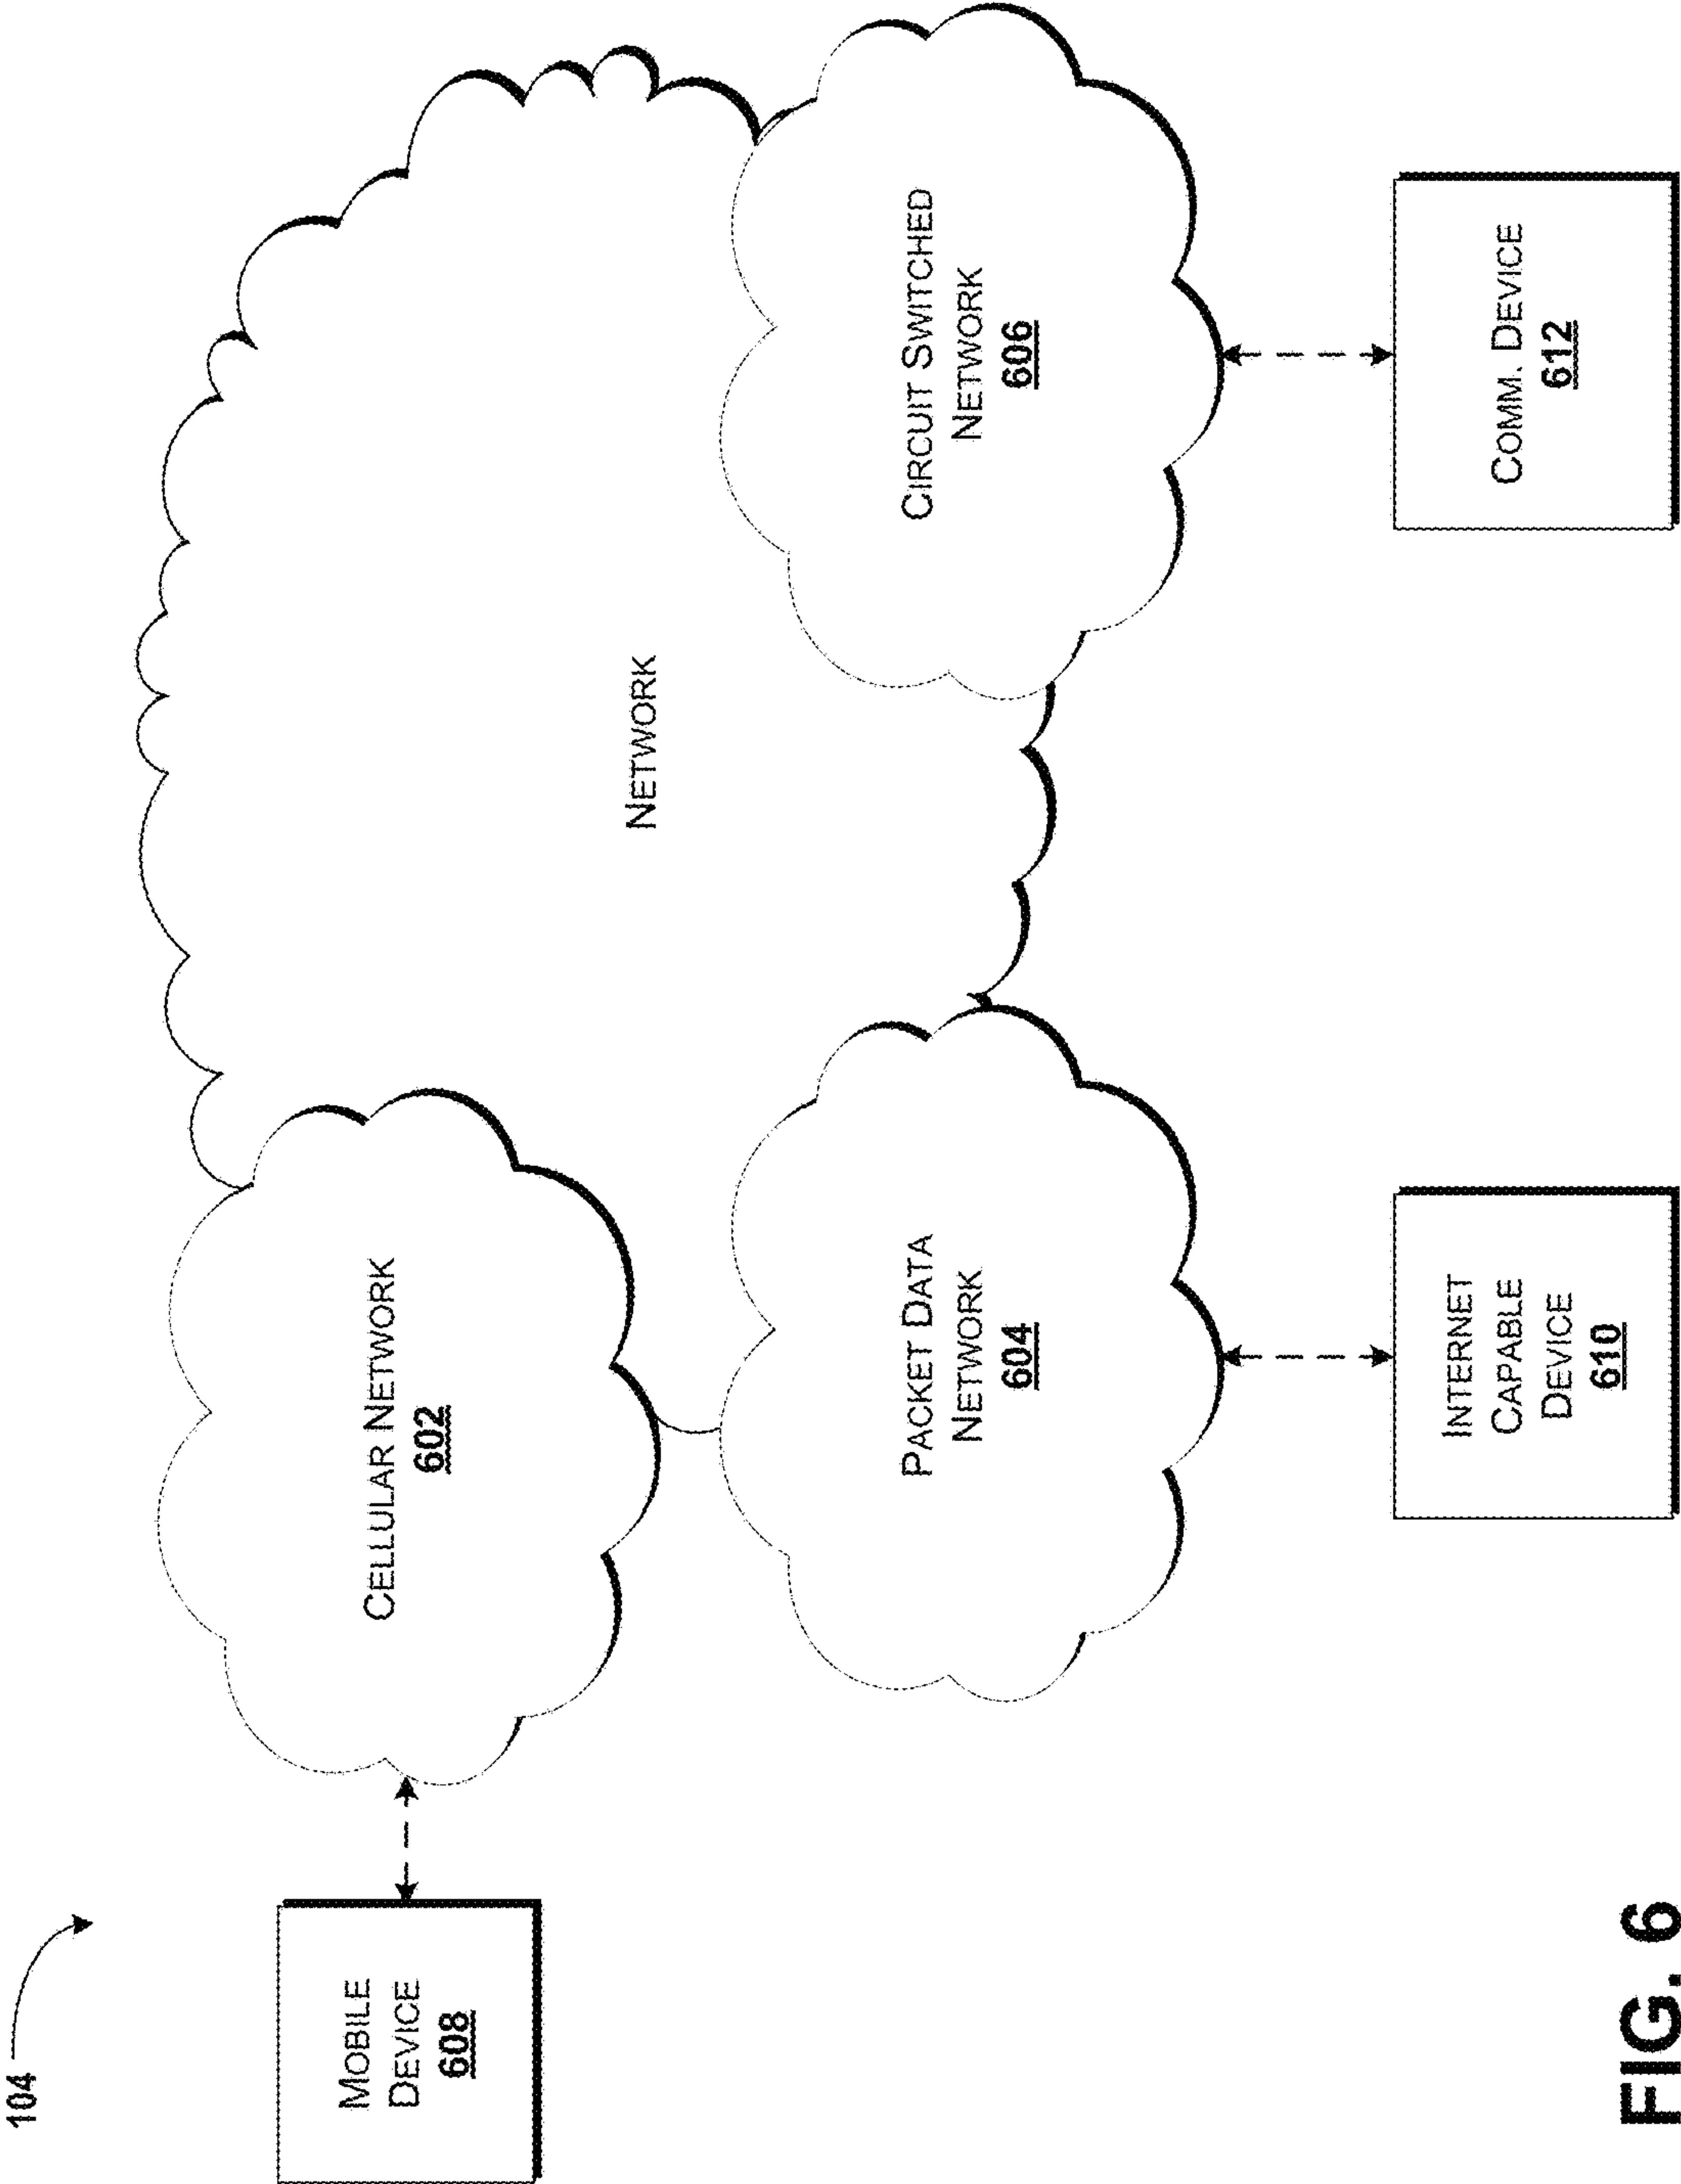 104
MOBILE
DEVICE
608
CELLULAR NETWORK
602
NETWORK
PACKET DATA
NETWORK
604
CIRCUIT SWITCHED
NETWORK
606
INTERNET
CAPABLE
DEVICE
610
COMM. DEVICE
612
FIG. 6